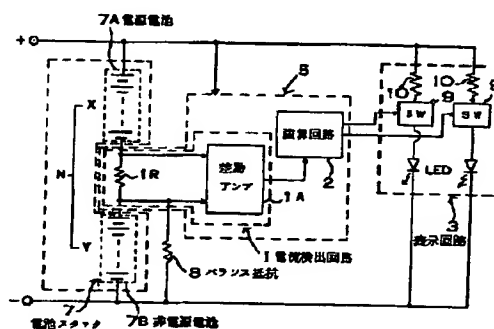 7A 電源電池
+
5
10
10
9
SW
9
SW
X
演算回路
2
N
1R
差動
アンプ
1A
LED
3
表示回路
1 電流検出回路
Y
8 バランス抵抗
-
7
電池スタック
7B 非電源電池